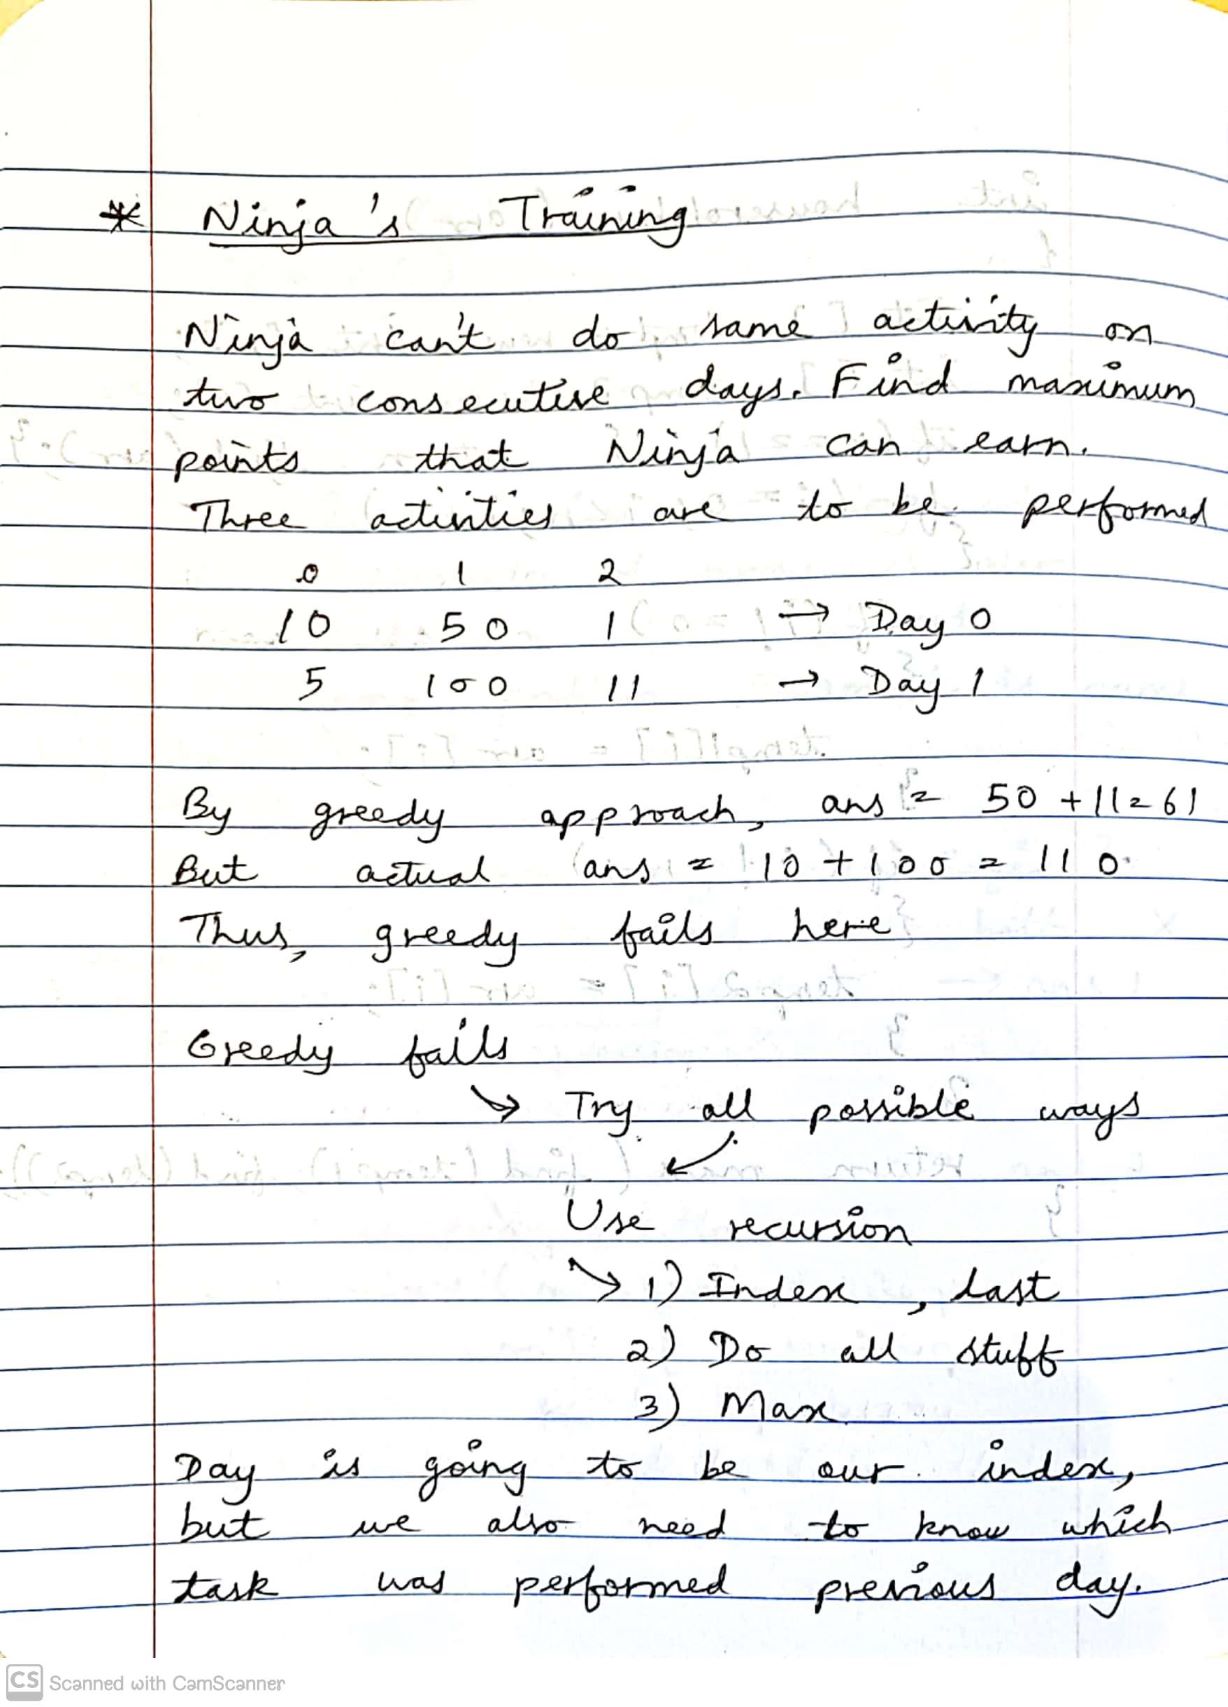 * Ninja's Training
Ninja can't do same activity on
two consecutive days. Find maximum
points that Ninja can earn.
Three activities are to be performed
0 1 2
10 50 1 → Day 0
5 100 11 → Day 1
By greedy approach, ans = 50 + 11 = 61
But actual ans = 10 + 100 = 110
Thus, greedy fails here
Greedy fails
↳ Try all possible ways
Use recursion
↳ 1) Index, last
2) Do all stuff
3) Max
Day is going to be our index,
but we also need to know which
task was performed previous day.
CS Scanned with CamScanner